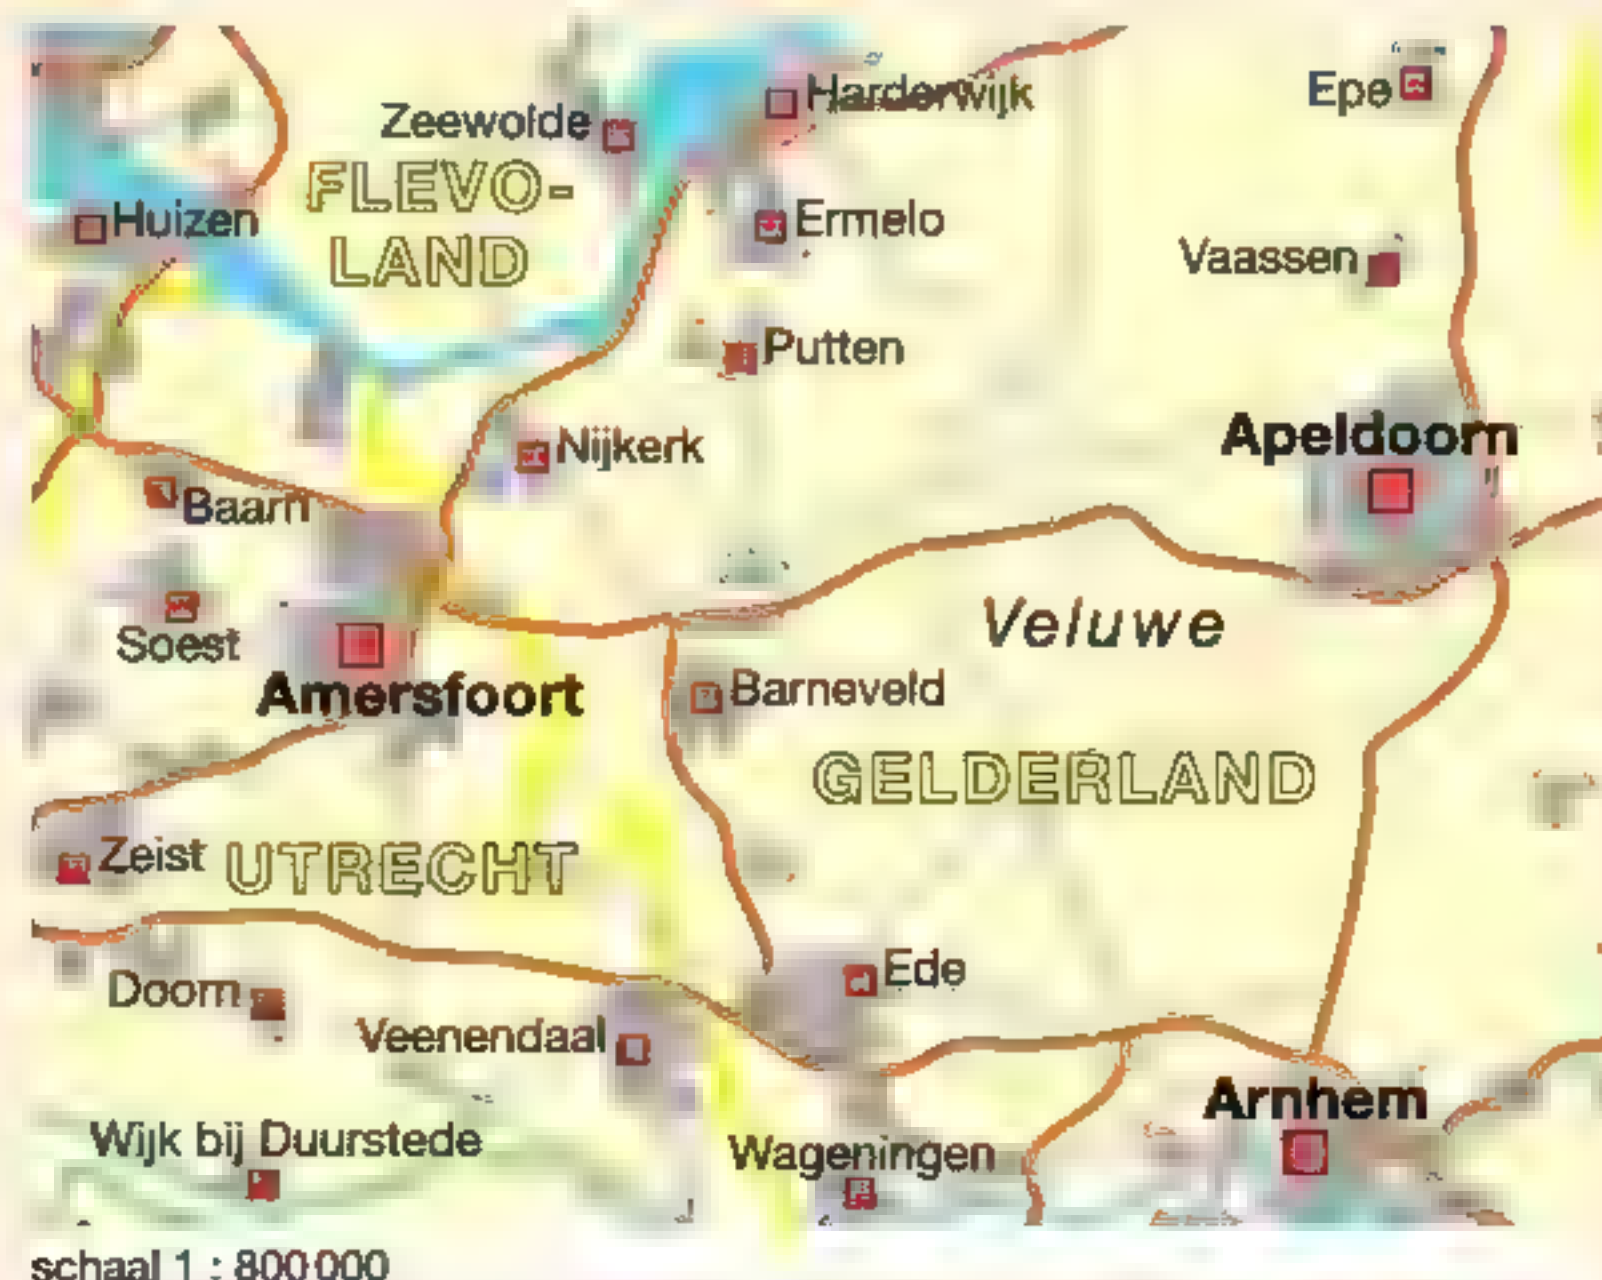 Harderwijk
Epe
Zeewolde
FLEVO-
LAND
Huizen
Ermelo
Vaassen
Putten
Apeldoorn
Nijkerk
Baarn
Veluwe
Soest
Amersfoort
Barneveld
GELDERLAND
Zeist
UTRECHT
Ede
Doorn
Veenendaal
Arnhem
Wijk bij Duurstede
Wageningen
schaal 1 : 800 000